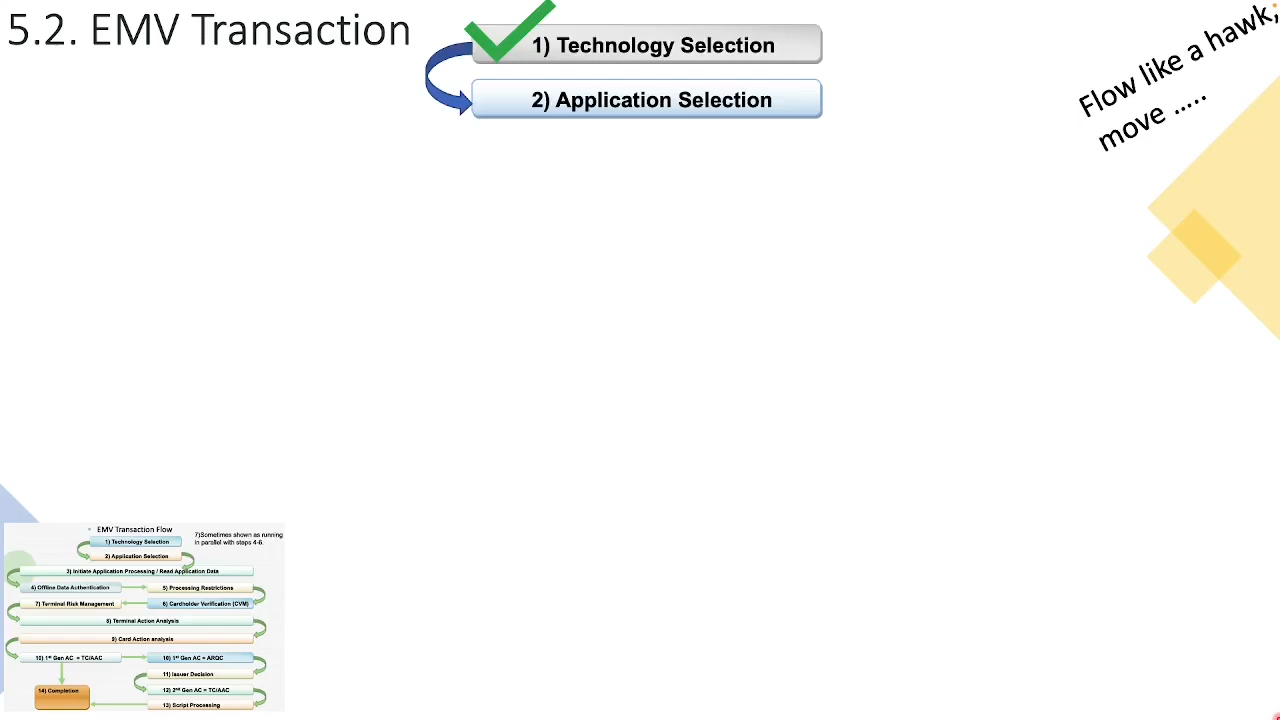 5.2. EMV Transaction
1) Technology Selection
2) Application Selection
Flow like a hawk,
move .....
EMV Transaction Flow
7)Sometimes shown as running
in parallel with steps 4-6.
1) Technology Selection
2) Application Selection
3) Initiate Application Processing / Read Application Data
4) Offline Data Authentication
5) Processing Restrictions
7) Terminal Risk Management
6) Cardholder Verification (CVM)
8) Terminal Action Analysis
9) Card Action analysis
10) 1st Gen AC = TC/AAC
10) 1st Gen AC = ARQC
11) Issuer Decision
14) Completion
12) 2nd Gen AC = TC/AAC
13) Script Processing